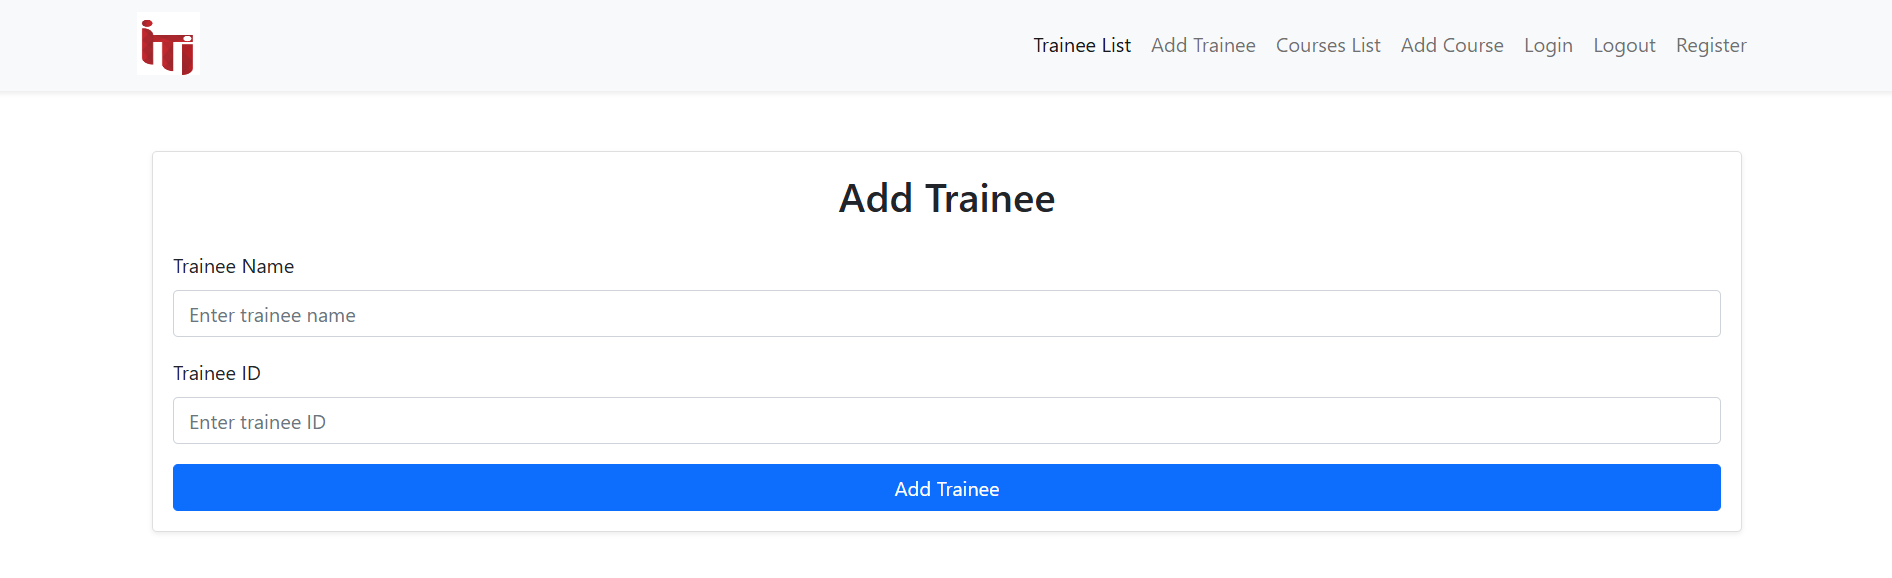 iTi
Trainee List Add Trainee Courses List Add Course Login Logout Register
Add Trainee
Trainee Name
Enter trainee name
Trainee ID
Enter trainee ID
Add Trainee